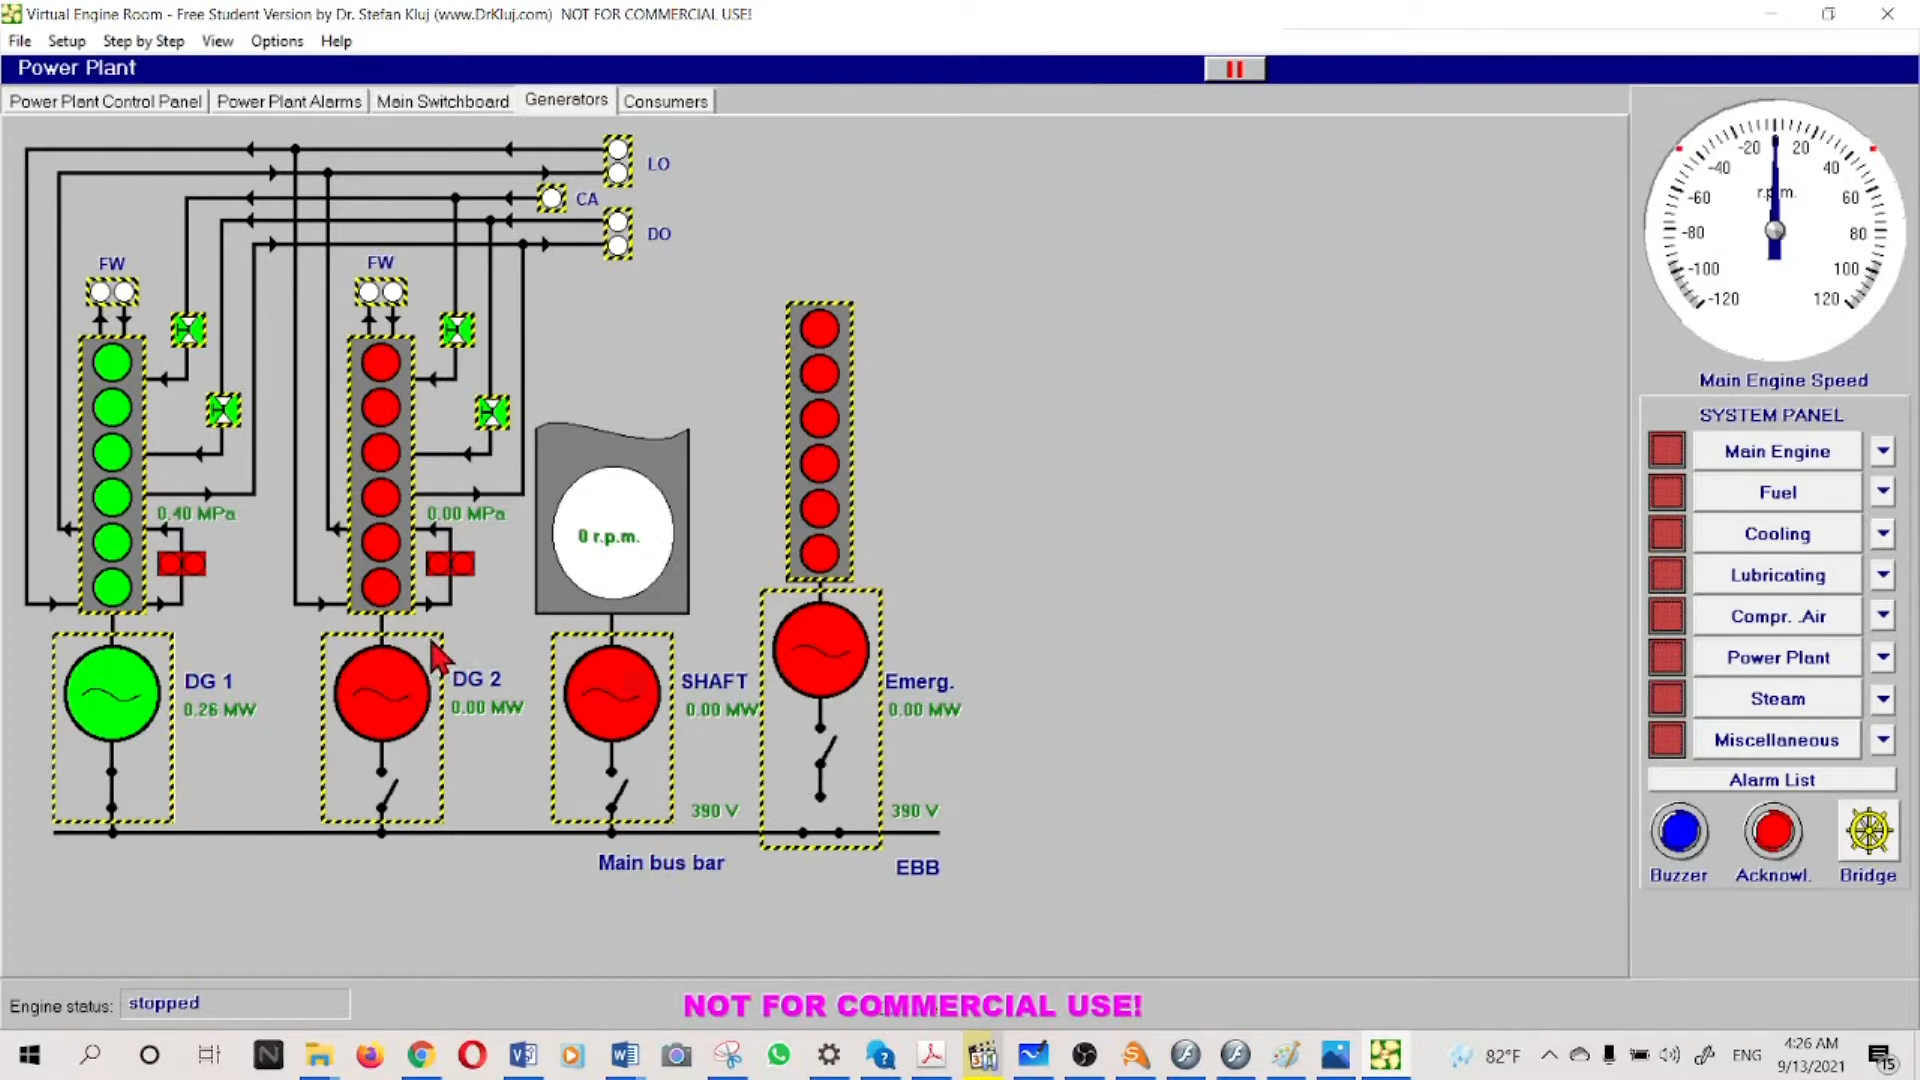 Virtual Engine Room - Free Student Version by Dr. Stefan Kluj (www.DrKluj.com)  NOT FOR COMMERCIAL USE!
File Setup Step by Step View Options Help
Power Plant
Power Plant Control Panel Power Plant Alarms Main Switchboard Generators Consumers
LO
CA
DO
FW FW
0.40 MPa 0.00 MPa
0 r.p.m.
DG 1 DG 2 SHAFT Emerg.
0.26 MW 0.00 MW 0.00 MW 0.00 MW
390 V 390 V
Main bus bar EBB
-20 20
-40 40
r.p.m.
-60 60
-80 80
-100 100
-120 120
Main Engine Speed
SYSTEM PANEL
Main Engine
Fuel
Cooling
Lubricating
Compr. .Air
Power Plant
Steam
Miscellaneous
Alarm List
Buzzer Acknowl. Bridge
Engine status: stopped
NOT FOR COMMERCIAL USE!
82°F ENG 4:26 AM
9/13/2021 15